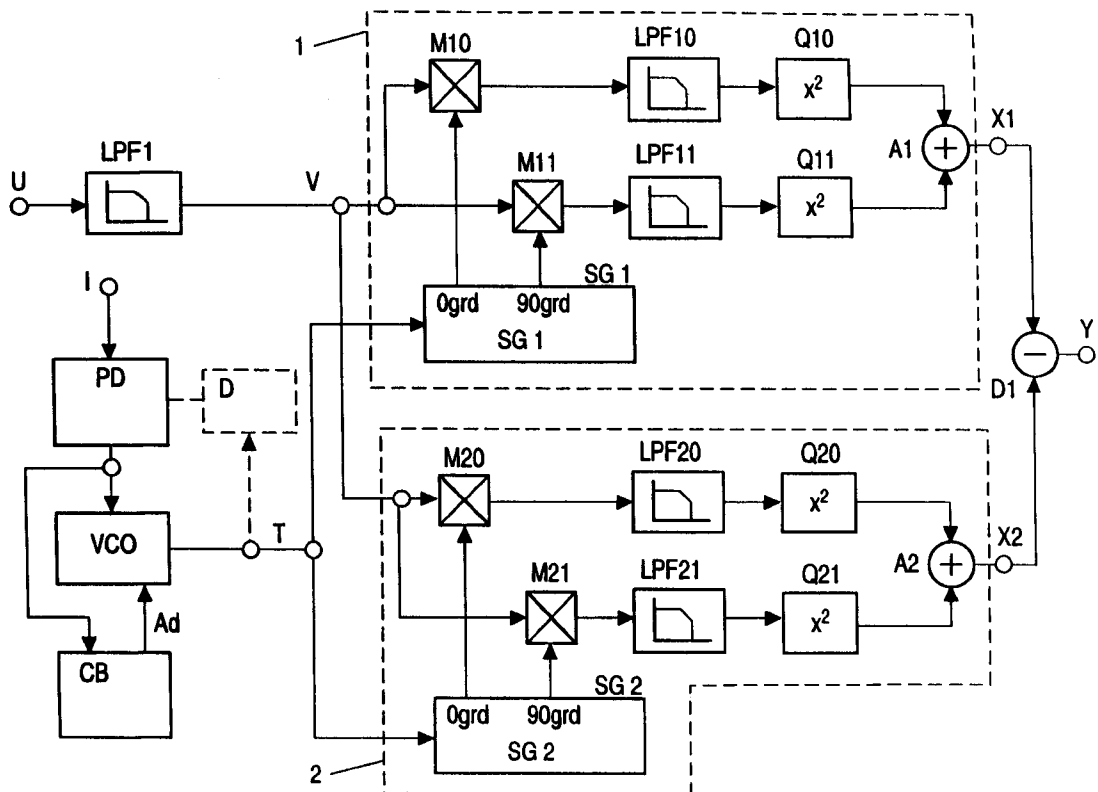 1
M10
LPF10
Q10
x²
A1
+
X1
LPF1
U
V
M11
LPF11
Q11
x²
SG 1
0grd
90grd
SG 1
I
PD
D
−
Y
D1
M20
LPF20
Q20
x²
VCO
T
A2
+
X2
M21
LPF21
Q21
x²
Ad
CB
SG 2
0grd
90grd
SG 2
2